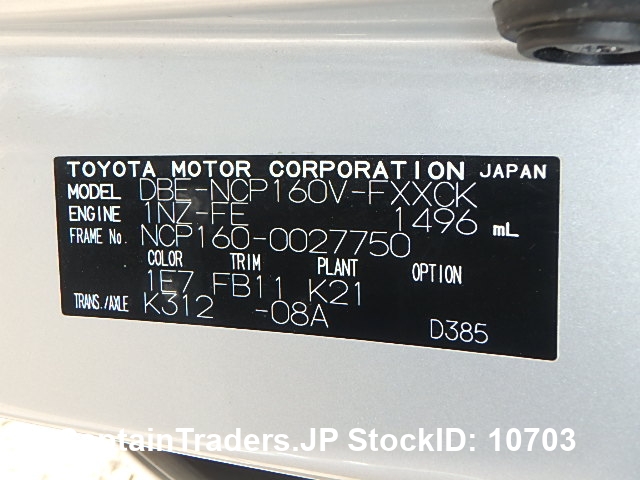 TOYOTA MOTOR CORPORATION JAPAN
MODEL DBE-NCP160V-FXXCK
ENGINE 1NZ-FE 1496 mL
FRAME No. NCP160-0027750
COLOR TRIM PLANT OPTION
1E7 FB11 K21
TRANS./AXLE K312 -08A
D385
StockID: 10703